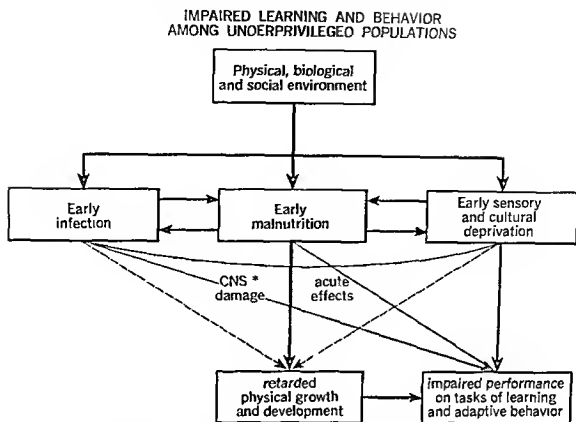 IMPAIRED LEARNING AND BEHAVIOR
AMONG UNDERPRIVILEGEO POPULATIONS
Physical, biological
and social environment
Early
infection
Early
malnutrition
Early sensory
and cultural
deprivation
CNS *
damage
acute
effects
retarded
physical growth
and development
impaired performance
on tasks of learning
and adaptive behavior